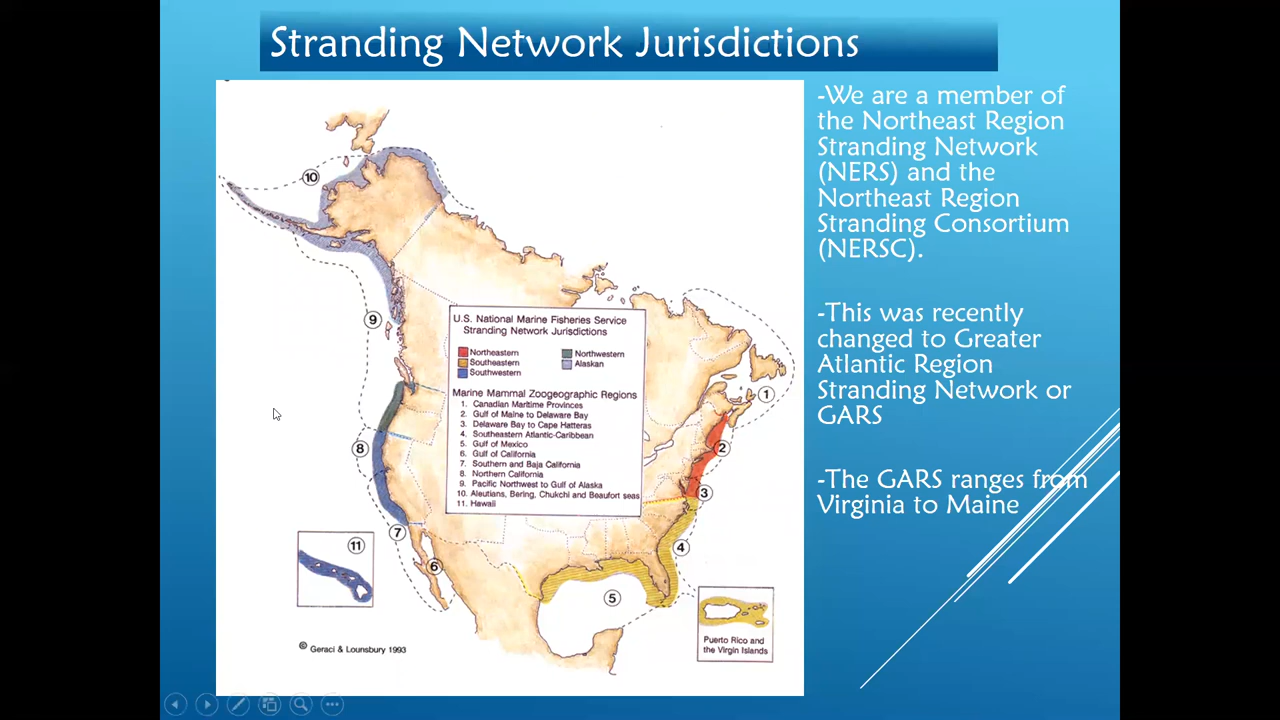 Stranding Network Jurisdictions
-We are a member of
the Northeast Region
Stranding Network
(NERS) and the
Northeast Region
Stranding Consortium
(NERSC).
-This was recently
changed to Greater
Atlantic Region
Stranding Network or
GARS
-The GARS ranges from
Virginia to Maine
U.S. National Marine Fisheries Service
Stranding Network Jurisdictions
Northeastern
Southeastern
Southwestern
Northwestern
Alaskan
Marine Mammal Zoogeographic Regions
1. Canadian Maritime Provinces
2. Gulf of Maine to Delaware Bay
3. Delaware Bay to Cape Hatteras
4. Southeastern Atlantic-Caribbean
5. Gulf of Mexico
6. Gulf of California
7. Southern and Baja California
8. Northern California
9. Pacific Northwest to Gulf of Alaska
10. Aleutians, Bering, Chukchi and Beaufort seas
11. Hawaii
10
9
8
7
6
11
1
2
3
4
5
Puerto Rico and
the Virgin Islands
© Geraci & Lounsbury 1993